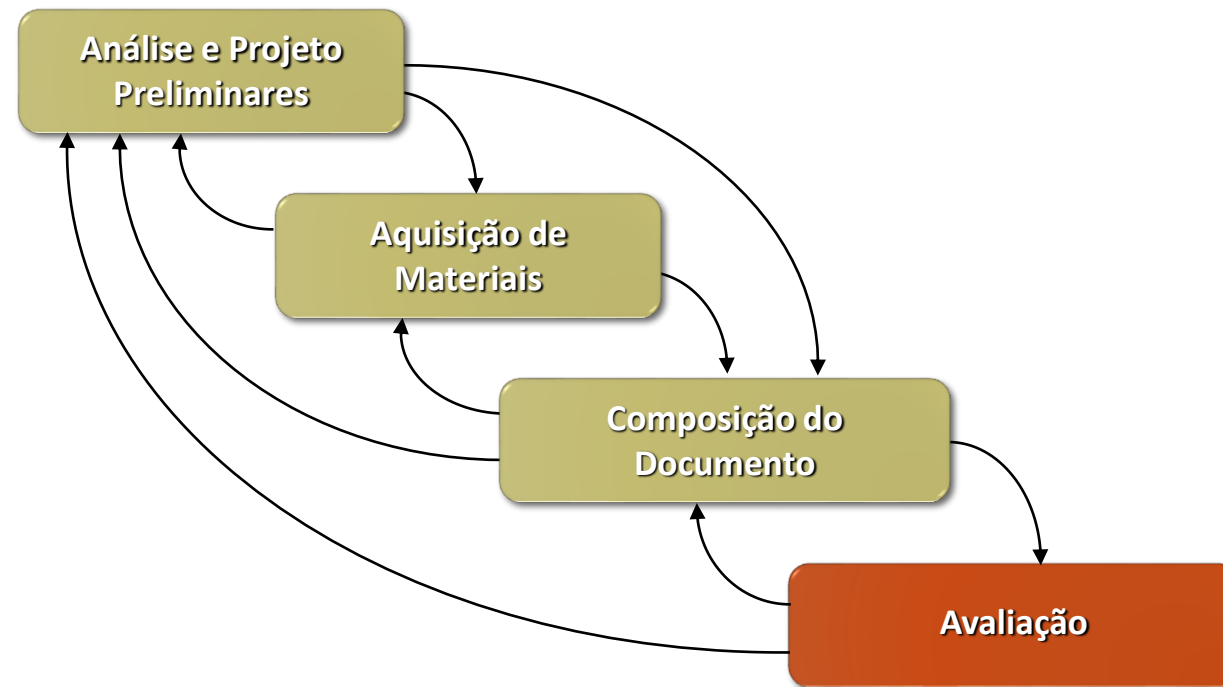 Análise e Projeto
Preliminares
Aquisição de
Materiais
Composição do
Documento
Avaliação